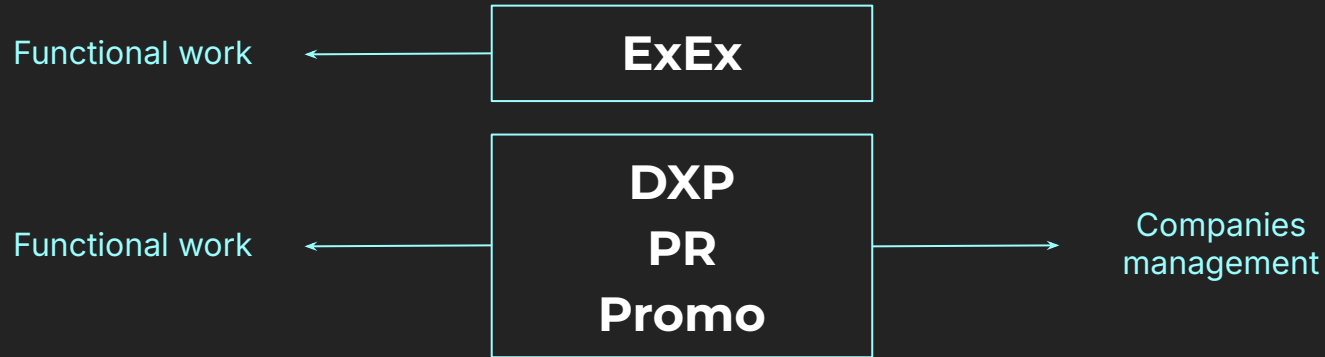 Functional work
ExEx
DXP
PR
Promo
Functional work
Companies
management